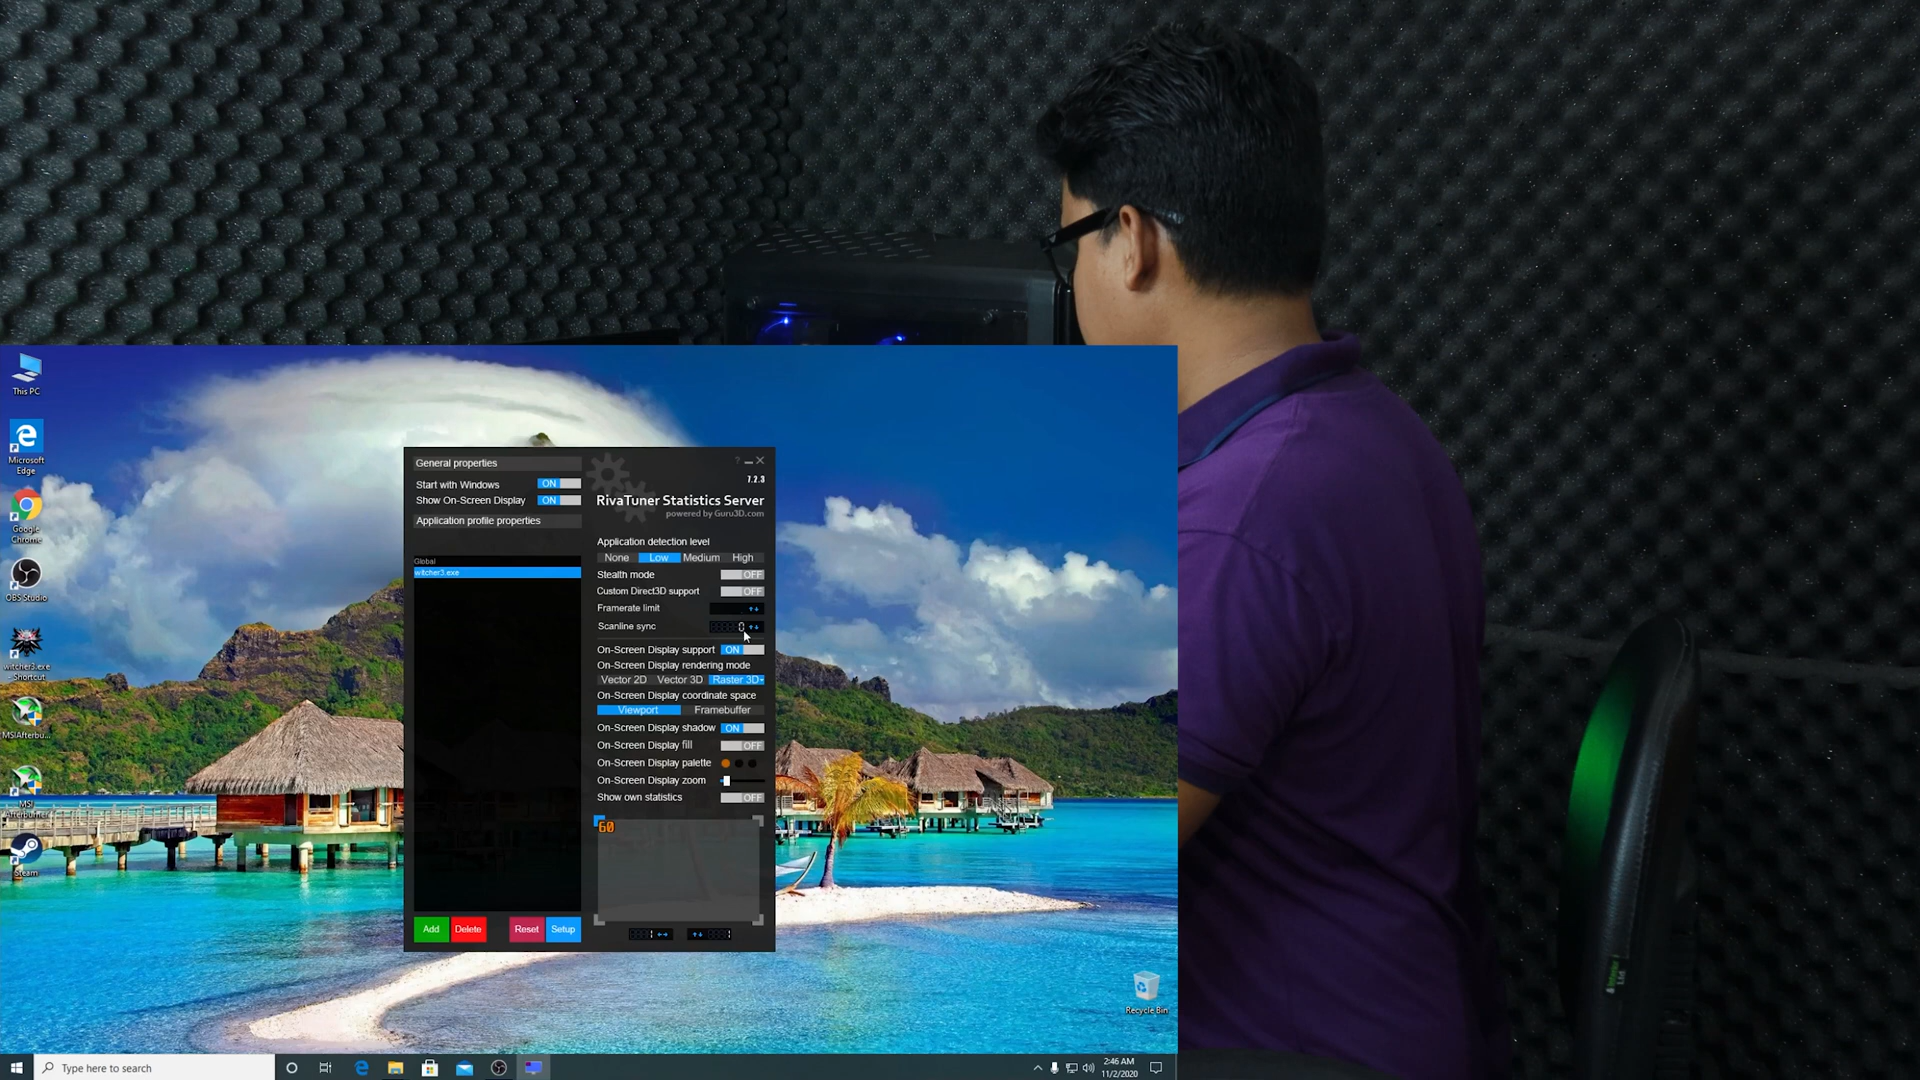 This PC
Microsoft
Edge
Google
Chrome
OBS Studio
witcher3.exe
- Shortcut
MSIAfterbu...
MSI
Afterburner
Steam
General properties
Start with Windows ON
Show On-Screen Display ON
Application profile properties
Global
witcher3.exe
Add
Delete
Reset
Setup
?
7.2.3
RivaTuner Statistics Server
powered by Guru3D.com
Application detection level
None Low Medium High
Stealth mode OFF
Custom Direct3D support OFF
Framerate limit
Scanline sync 0
On-Screen Display support ON
On-Screen Display rendering mode
Vector 2D Vector 3D Raster 3D
On-Screen Display coordinate space
Viewport Framebuffer
On-Screen Display shadow ON
On-Screen Display fill OFF
On-Screen Display palette
On-Screen Display zoom
Show own statistics OFF
60
1 1
Recycle Bin
Type here to search
2:46 AM
11/2/2020